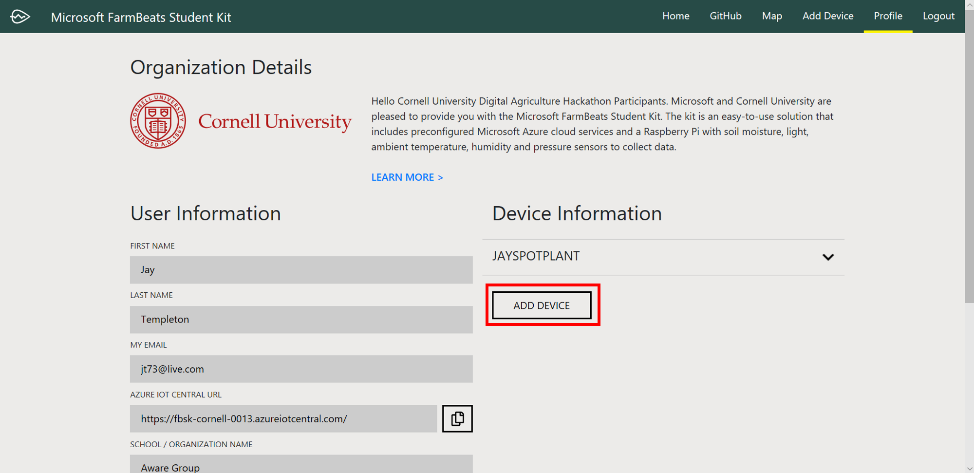 Microsoft FarmBeats Student Kit
Home GitHub Map Add Device Profile Logout
Organization Details
Cornell University
Hello Cornell University Digital Agriculture Hackathon Participants. Microsoft and Cornell University are
pleased to provide you with the Microsoft FarmBeats Student Kit. The kit is an easy-to-use solution that
includes preconfigured Microsoft Azure cloud services and a Raspberry Pi with soil moisture, light,
ambient temperature, humidity and pressure sensors to collect data.
LEARN MORE >
User Information
FIRST NAME
Jay
LAST NAME
Templeton
MY EMAIL
jt73@live.com
AZURE IOT CENTRAL URL
https://fbsk-cornell-0013.azureiotcentral.com/
SCHOOL / ORGANIZATION NAME
Aware Group
Device Information
JAYSPOTPLANT
ADD DEVICE